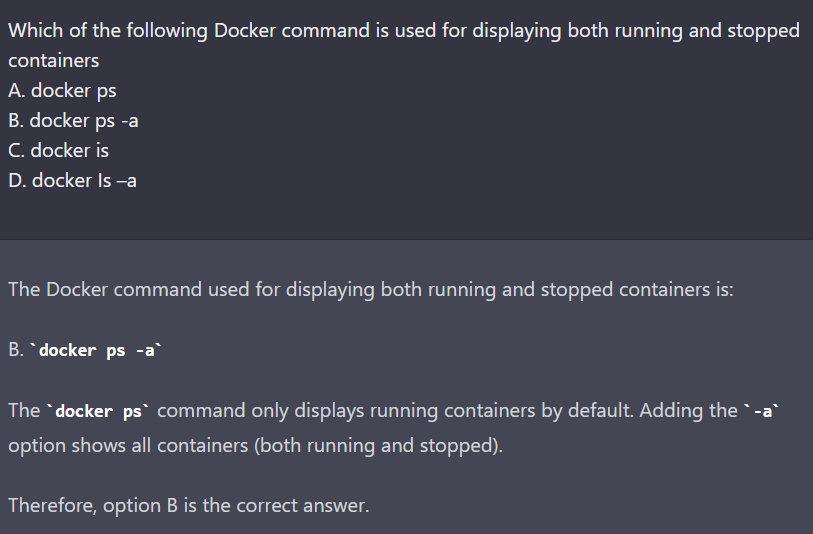 Which of the following Docker command is used for displaying both running and stopped
containers
A. docker ps
B. docker ps -a
C. docker is
D. docker Is –a
The Docker command used for displaying both running and stopped containers is:
B. `docker ps -a`
The `docker ps` command only displays running containers by default. Adding the `-a`
option shows all containers (both running and stopped).
Therefore, option B is the correct answer.